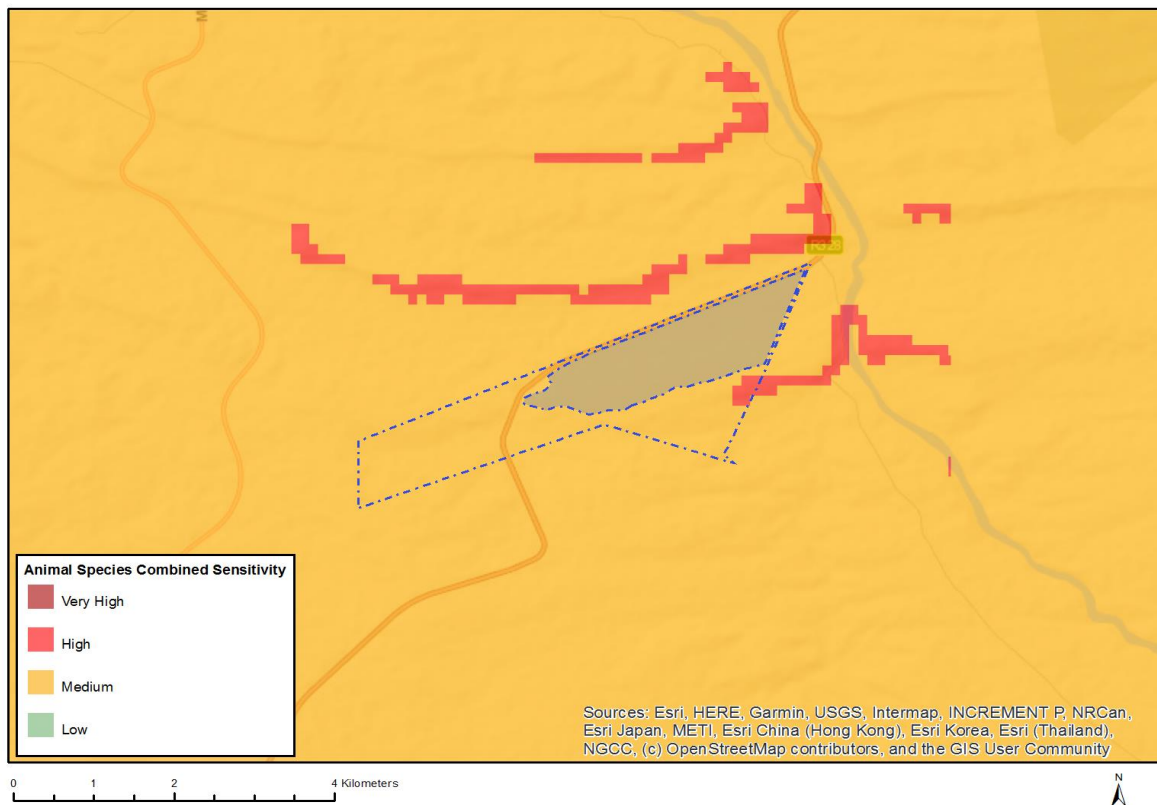 M
R328
Animal Species Combined Sensitivity
Very High
High
Medium
Low
Sources: Esri, HERE, Garmin, USGS, Intermap, INCREMENT P, NRCan,
Esri Japan, METI, Esri China (Hong Kong), Esri Korea, Esri (Thailand),
NGCC, (c) OpenStreetMap contributors, and the GIS User Community
0 1 2 4 Kilometers
N